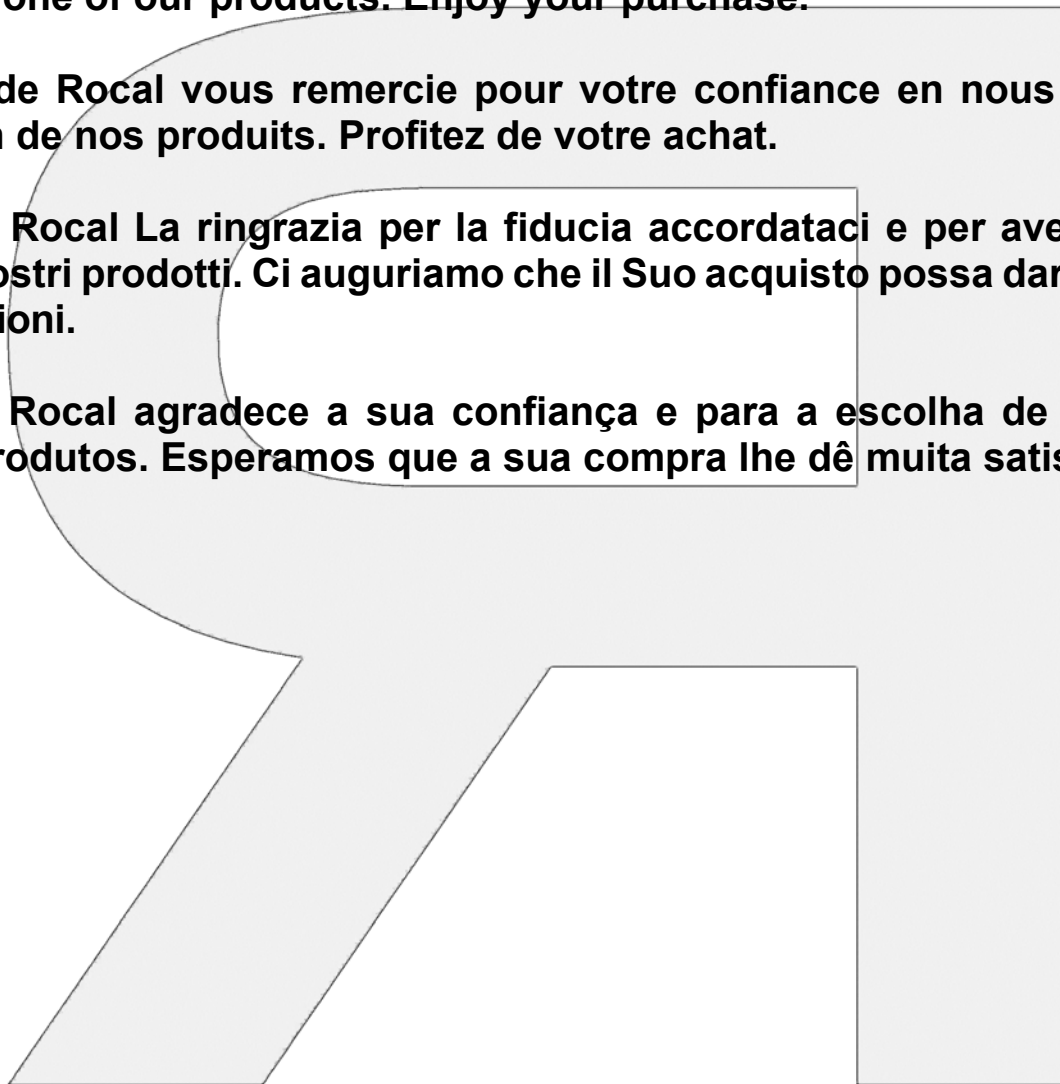 one of our products. Enjoy your purchase.
de Rocal vous remercie pour votre confiance en nous
de nos produits. Profitez de votre achat.
Rocal La ringrazia per la fiducia accordataci e per ave
ostri prodotti. Ci auguriamo che il Suo acquisto possa dar
ioni.
Rocal agradece a sua confiança e para a escolha de
rodutos. Esperamos que a sua compra lhe dê muita satis